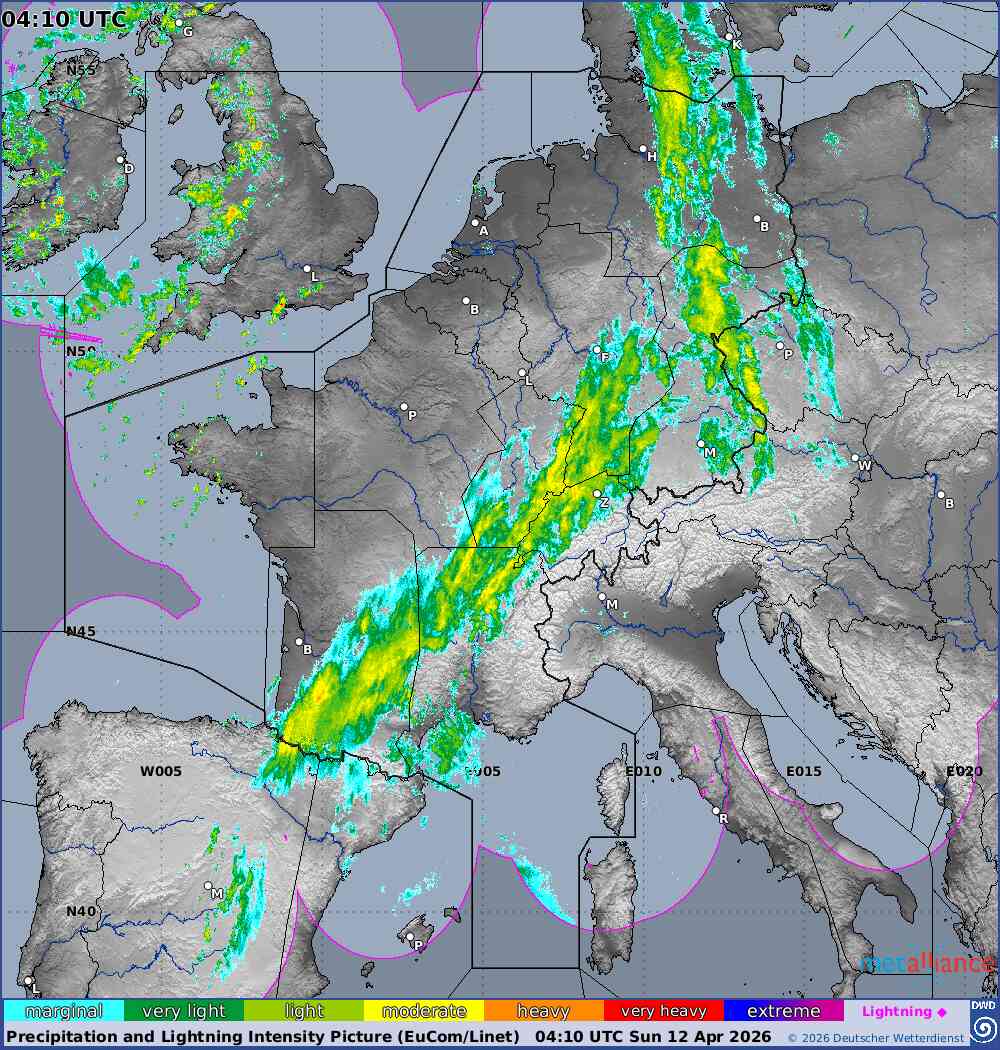 04:10 UTC
G
K
N55
H
D
A
B
L
B
N50
F
P
L
P
M
W
Z
B
M
N45
B
W005
E005
E010
E015
E020
R
M
N40
P
L
metalliance
marginal very light light moderate heavy very heavy extreme Lightning ◆
DWD
Precipitation and Lightning Intensity Picture (EuCom/Linet) 04:10 UTC Sun 12 Apr 2026 © 2026 Deutscher Wetterdienst